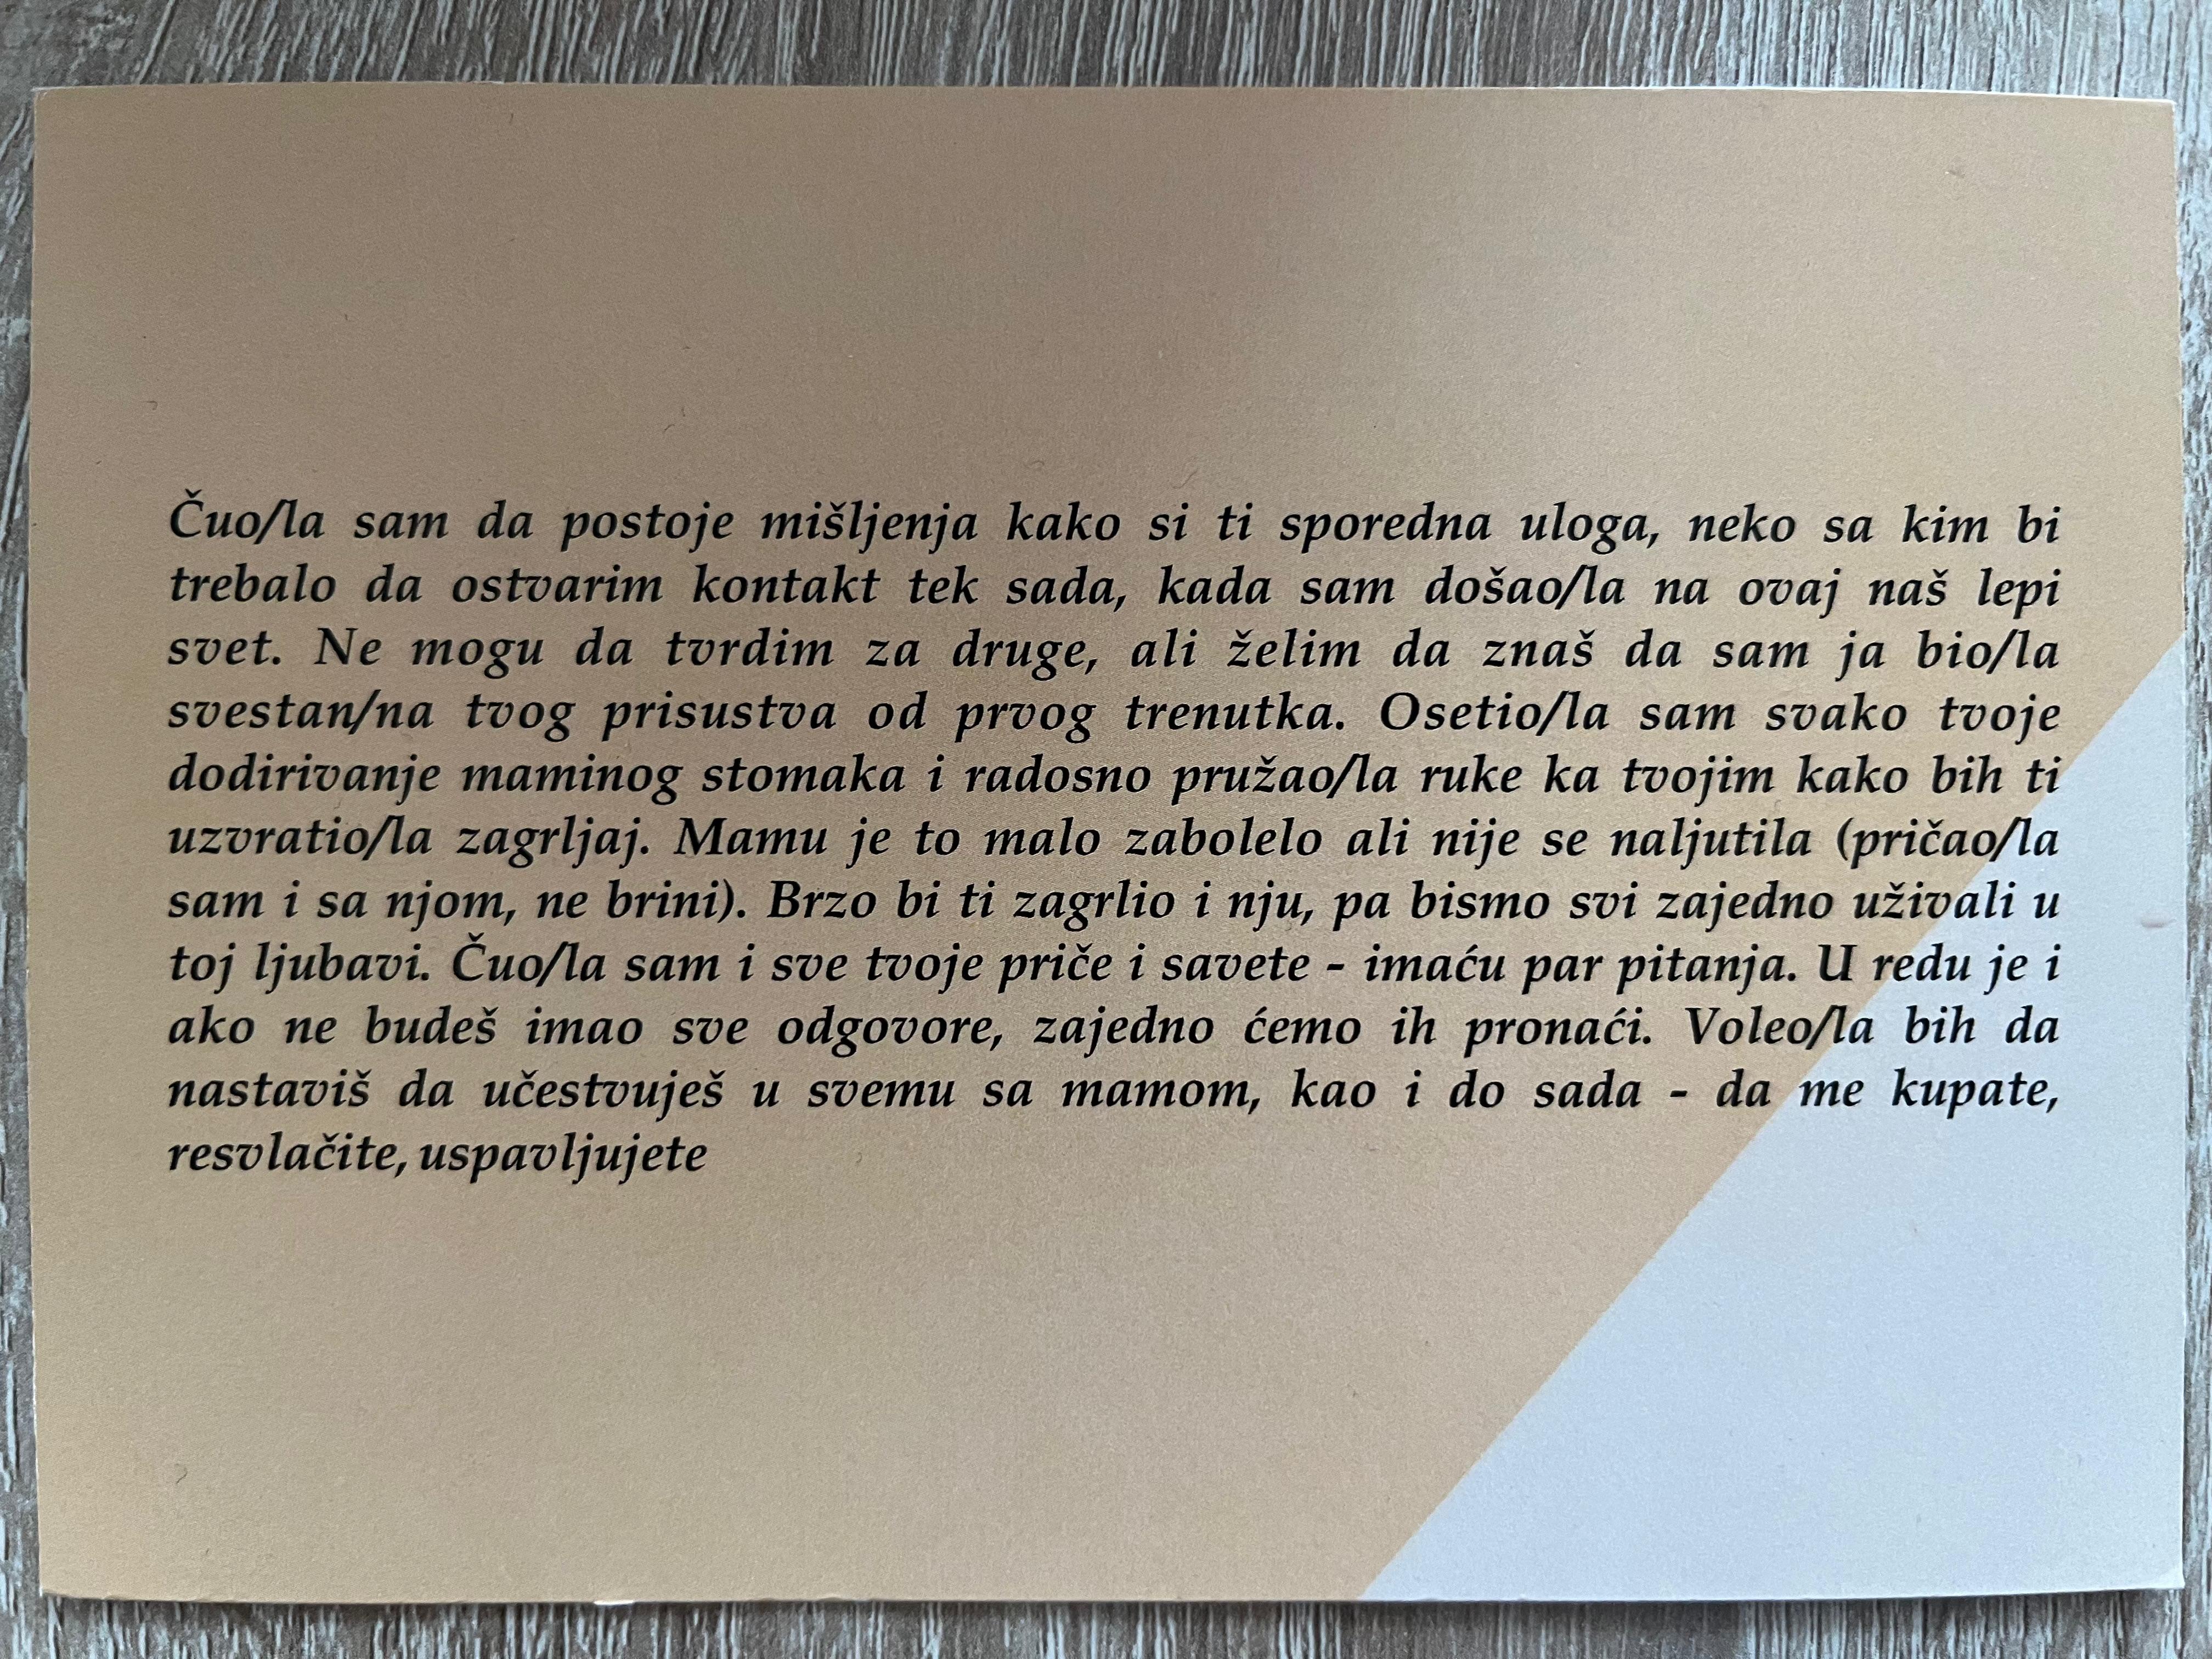 Čuo/la sam da postoje mišljenja kako si ti sporedna uloga, neko sa kim bi
trebalo da ostvarim kontakt tek sada, kada sam došao/la na ovaj naš lepi
svet. Ne mogu da tvrdim za druge, ali želim da znaš da sam ja bio/la
svestan/na tvog prisustva od prvog trenutka. Osetio/la sam svako tvoje
dodirivanje maminog stomaka i radosno pružao/la ruke ka tvojim kako bih ti
uzvratio/la zagrljaj. Mamu je to malo zabolelo ali nije se naljutila (pričao/la
sam i sa njom, ne brini). Brzo bi ti zagrlio i nju, pa bismo svi zajedno uživali u
toj ljubavi. Čuo/la sam i sve tvoje priče i savete - imaću par pitanja. U redu je i
ako ne budeš imao sve odgovore, zajedno ćemo ih pronaći. Voleo/la bih da
nastaviš da učestvuješ u svemu sa mamom, kao i do sada - da me kupate,
resvlačite, uspavljujete